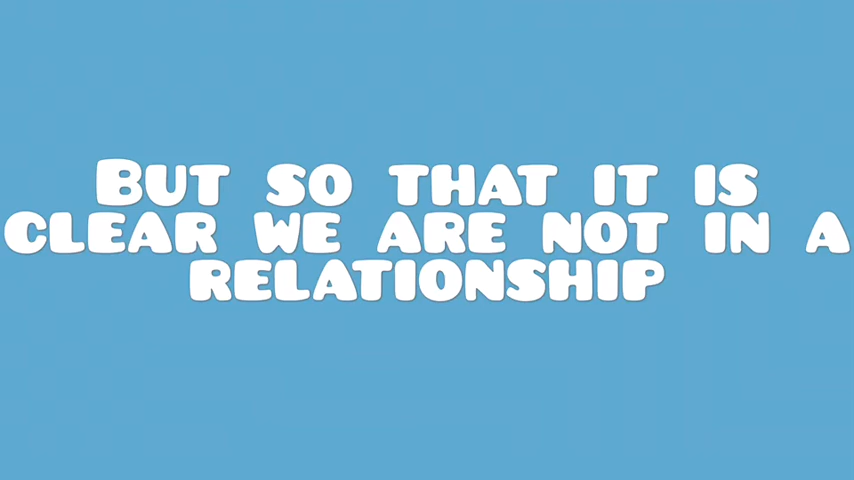 But so that it is
clear we are not in a
relationship